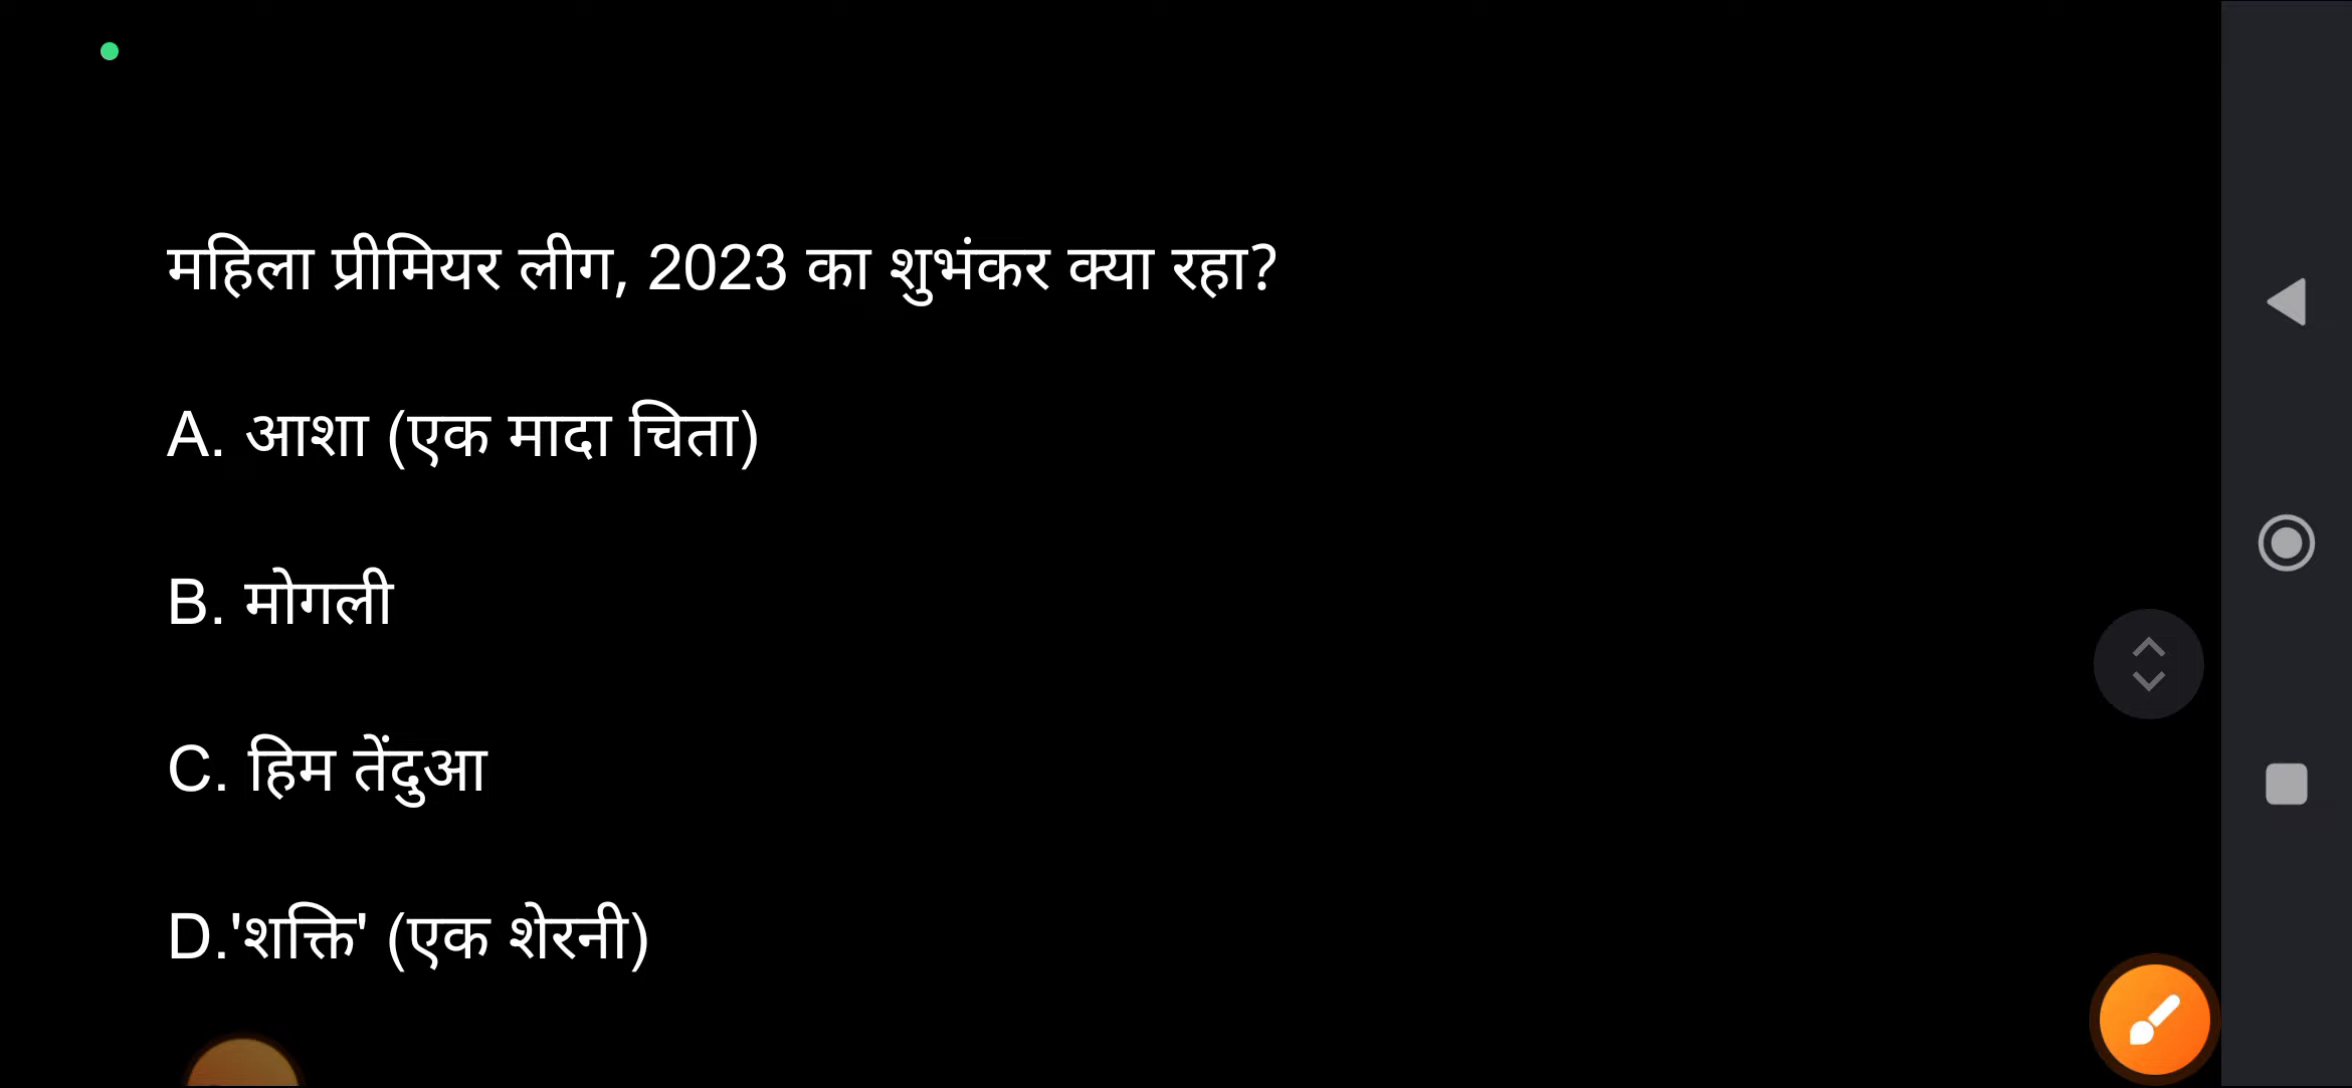 महिला प्रीमियर लीग, 2023 का शुभंकर क्या रहा?
A. आशा (एक मादा चिता)
B. मोगली
C. हिम तेंदुआ
D.'शक्ति' (एक शेरनी)